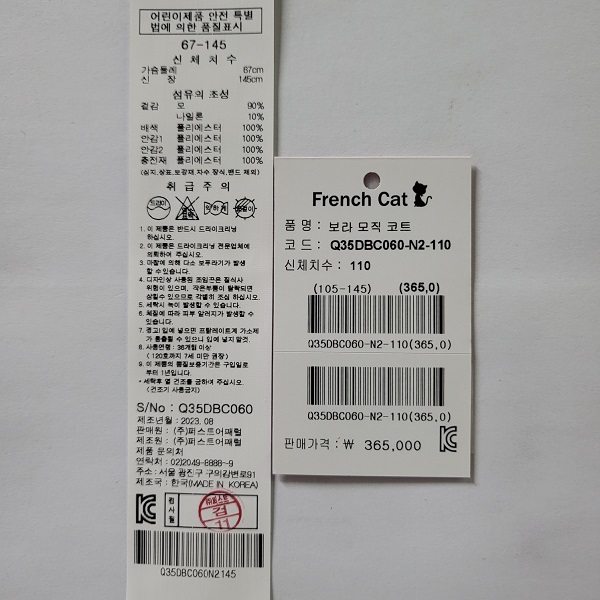 어린이제품 안전 특별
법에 의한 품질표시
67-145
신 체 치 수
가슴둘레 67cm
신 장 145cm
섬유의 조성
겉감 모 90%
나일론 10%
배색 폴리에스터 100%
안감1 폴리에스터 100%
안감2 폴리에스터 100%
충전재 폴리에스터 100%
(심지,상표,보강재,자수 장식,밴드 제외)
취 급 주 의
드라이
1. 이 제품은 반드시 드라이크리닝
하십시오.
2. 이 제품은 드라이크리닝 전문업체에
의뢰하여 주십시오.
3. 마찰에 의해 다소 보푸라기가 발생
할 수 있습니다.
4. 디자인상 사용된 조임끈은 질식사
위험이 있으며, 작은부품이 탈락되면
삼킬수 있으므로 각별히 조심 하십시오.
5. 세탁시 녹이 발생할 수 있습니다.
6. 체질에 따라 피부 알러지가 발생할
수 있습니다.
7. 경고! 입에 넣으면 프탈레이트계 가소제
가 용출될 수 있으니 입에 넣지 말것.
8. 사용연령 : 36개월 이상
(120호까지 7세 미만 권장)
9. 이 제품의 품질보증기간은 구입일로
부터 1년입니다.
* 세탁후 열 건조를 금하여 주십시오.
(건조기 사용금지)
S/No : Q35DBC060
제조년월 : 2023. 08
판매원 : (주)퍼스트어패럴
제조원 : (주)퍼스트어패럴
제품 문의처
연락처 : 02)2049-8888~9
주소 : 서울 광진구 구의강변로91
제조국 : 한국(MADE IN KOREA)
검사필
검
11
Q35DBC060N2145
French Cat
품 명 : 보라 모직 코트
코 드 : Q35DBC060-N2-110
신체치수 : 110
(105-145) (365,0)
Q35DBC060-N2-110(365,0)
Q35DBC060-N2-110(365,0)
판매가격 : ₩ 365,000